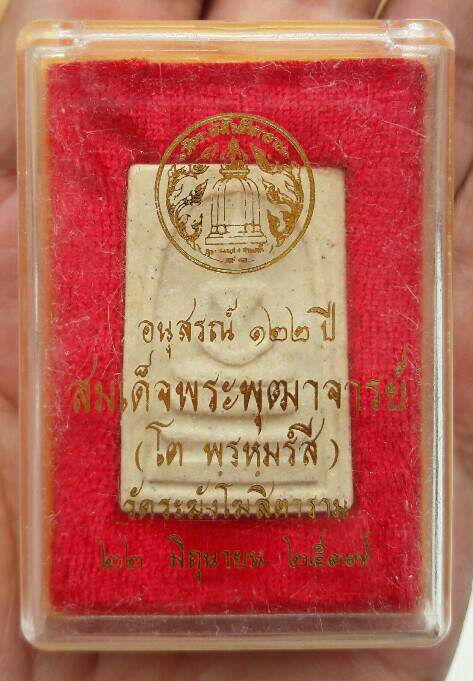 อนุสรณ์ ๑๒๒ ปี
สมเด็จพระพุฒาจารย์
(โต พฺรหฺมรํสี)
วัดระฆังโฆสิตาราม
๒๒ มิถุนายน ๒๕๓๗